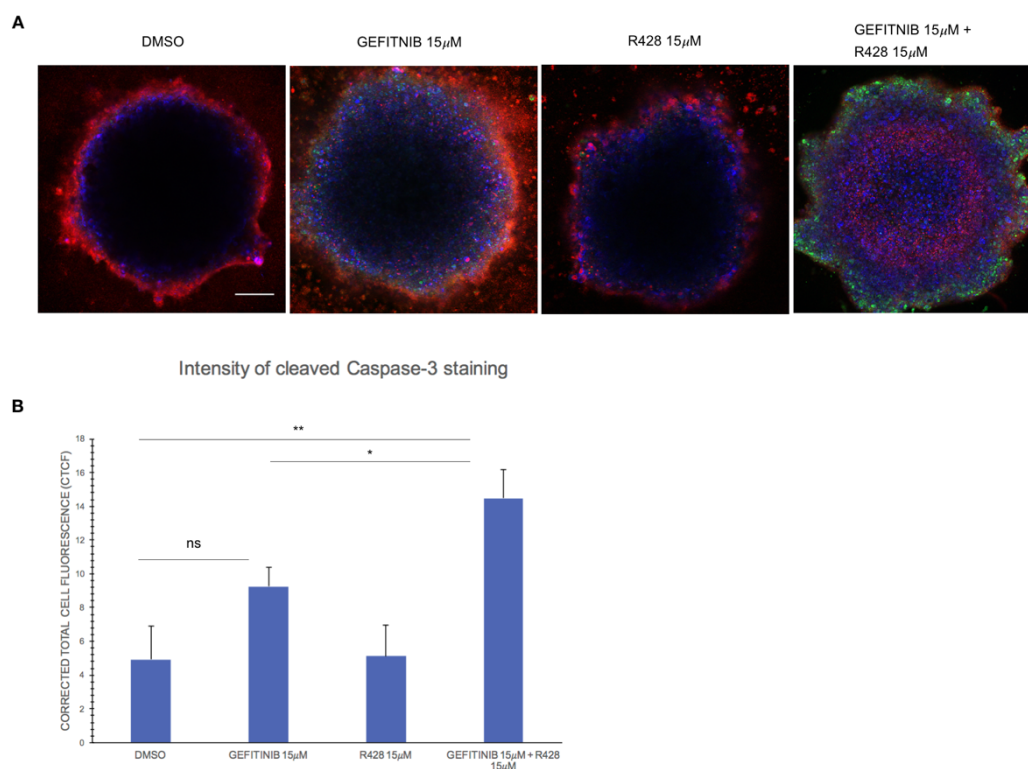 A
DMSO
GEFITNIB 15μM
R428 15μM
GEFITNIB 15μM +
R428 15μM
Intensity of cleaved Caspase-3 staining
B
CORRECTED TOTAL CELL FLUORESCENCE (CTCF)
18
16
14
12
10
8
6
4
2
0
**
*
ns
DMSO
GEFITINIB 15μM
R428 15μM
GEFITINIB 15μM + R428
15μM